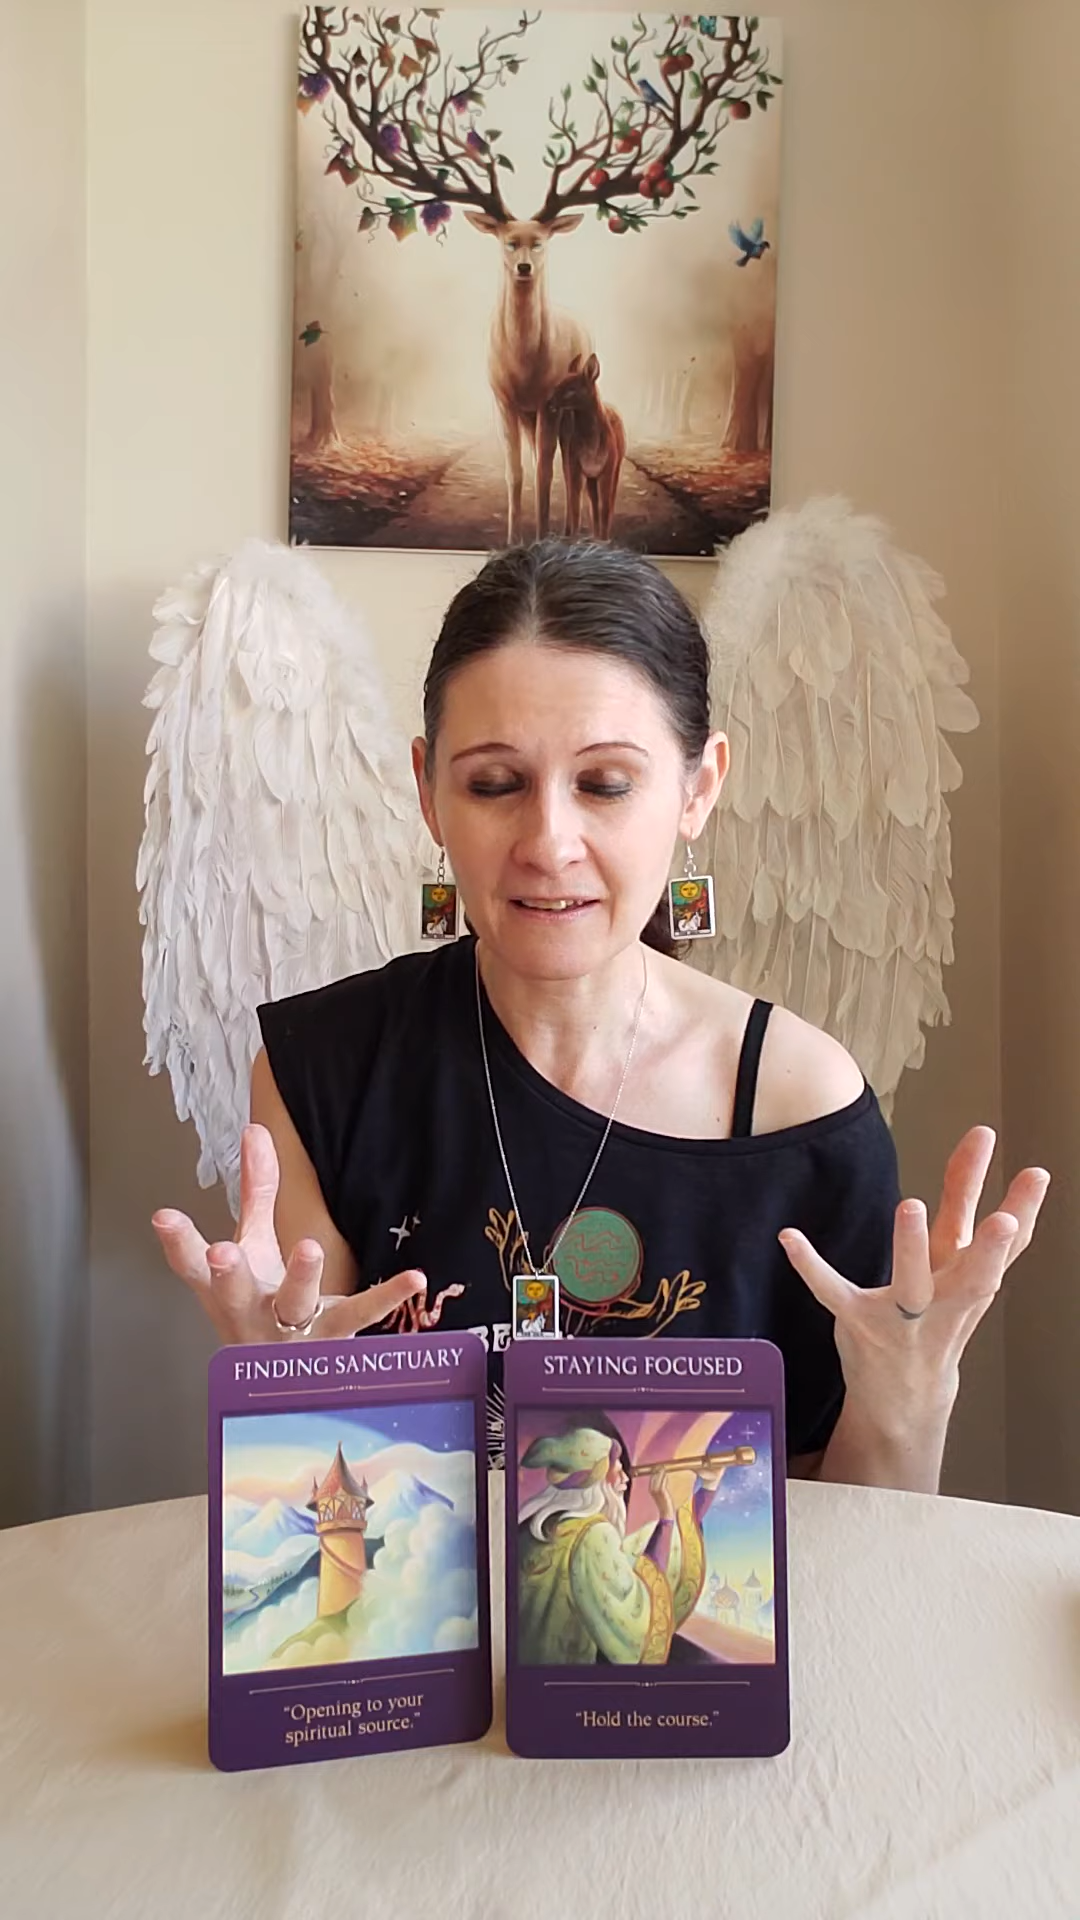 FINDING SANCTUARY
STAYING FOCUSED
“Opening to your
spiritual source.”
“Hold the course.”